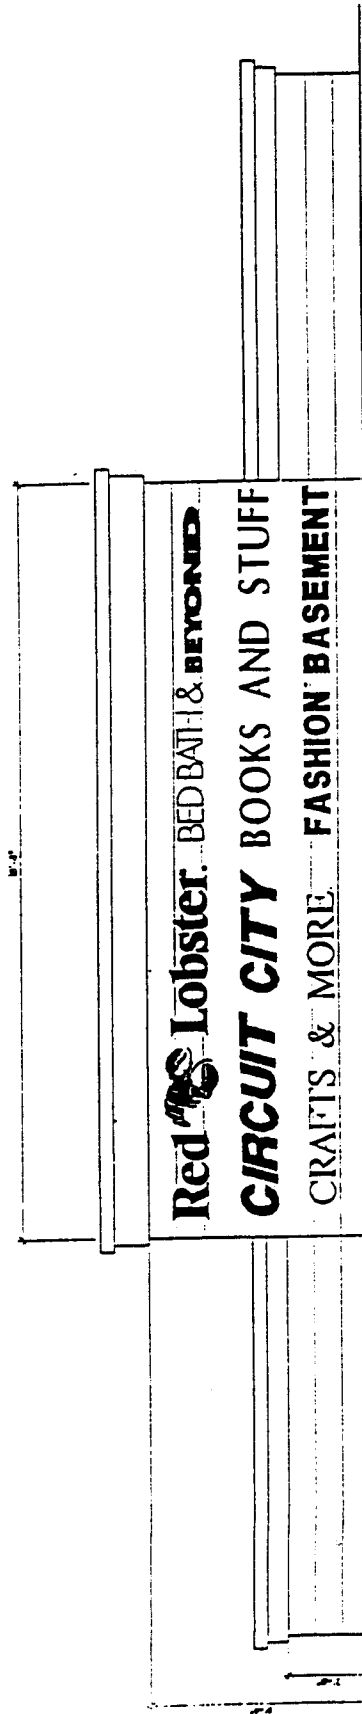 Red Lobster. BED BATH & BEYOND
CIRCUIT CITY BOOKS AND STUFF
CRAFTS & MORE FASHION BASEMENT